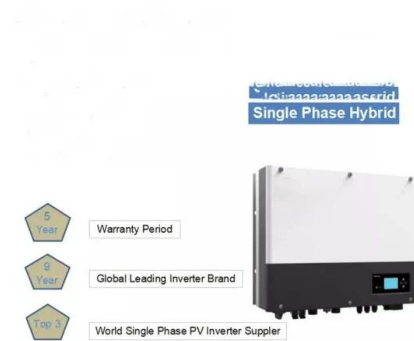 Single Phase Hybrid
5
Year
Warranty Period
9
Year
Global Leading Inverter Brand
Top 3
World Single Phase PV Inverter Suppler